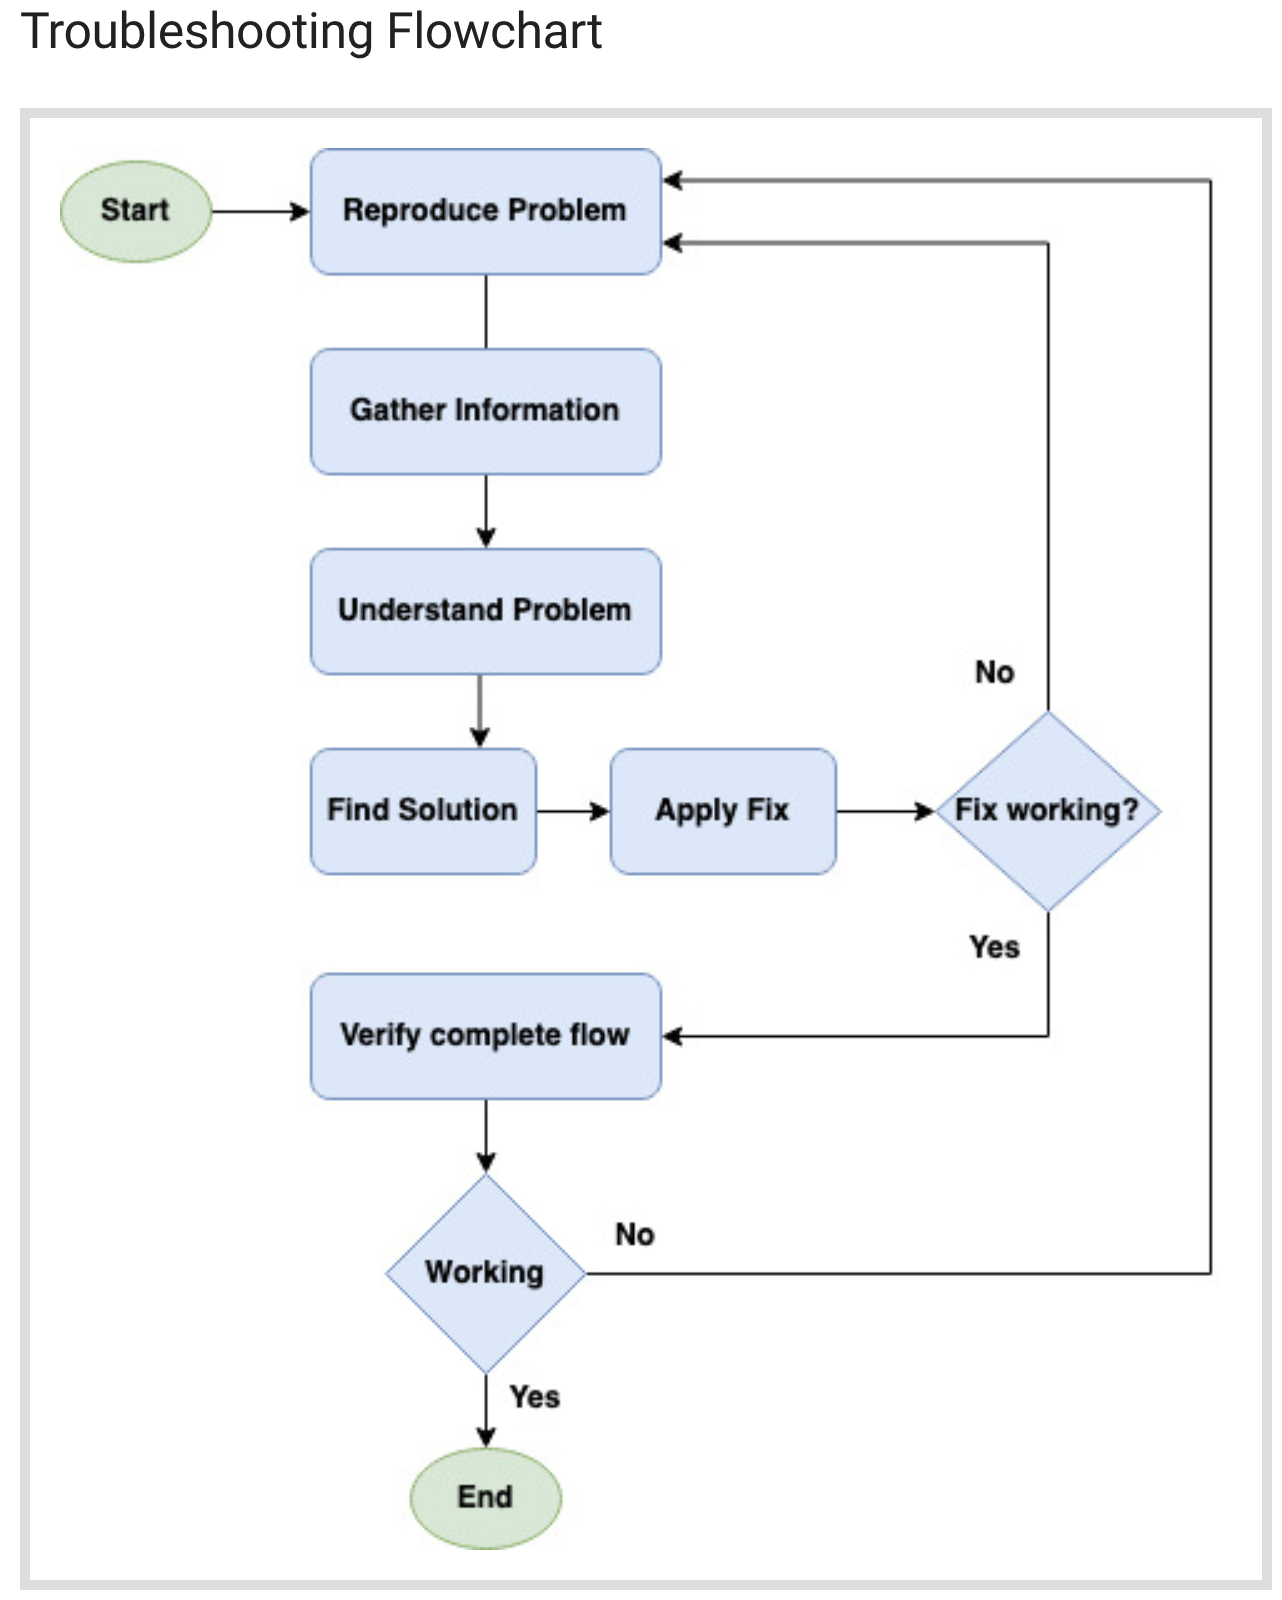 Troubleshooting Flowchart
Start
Reproduce Problem
Gather Information
Understand Problem
No
Find Solution
Apply Fix
Fix working?
Yes
Verify complete flow
No
Working
Yes
End